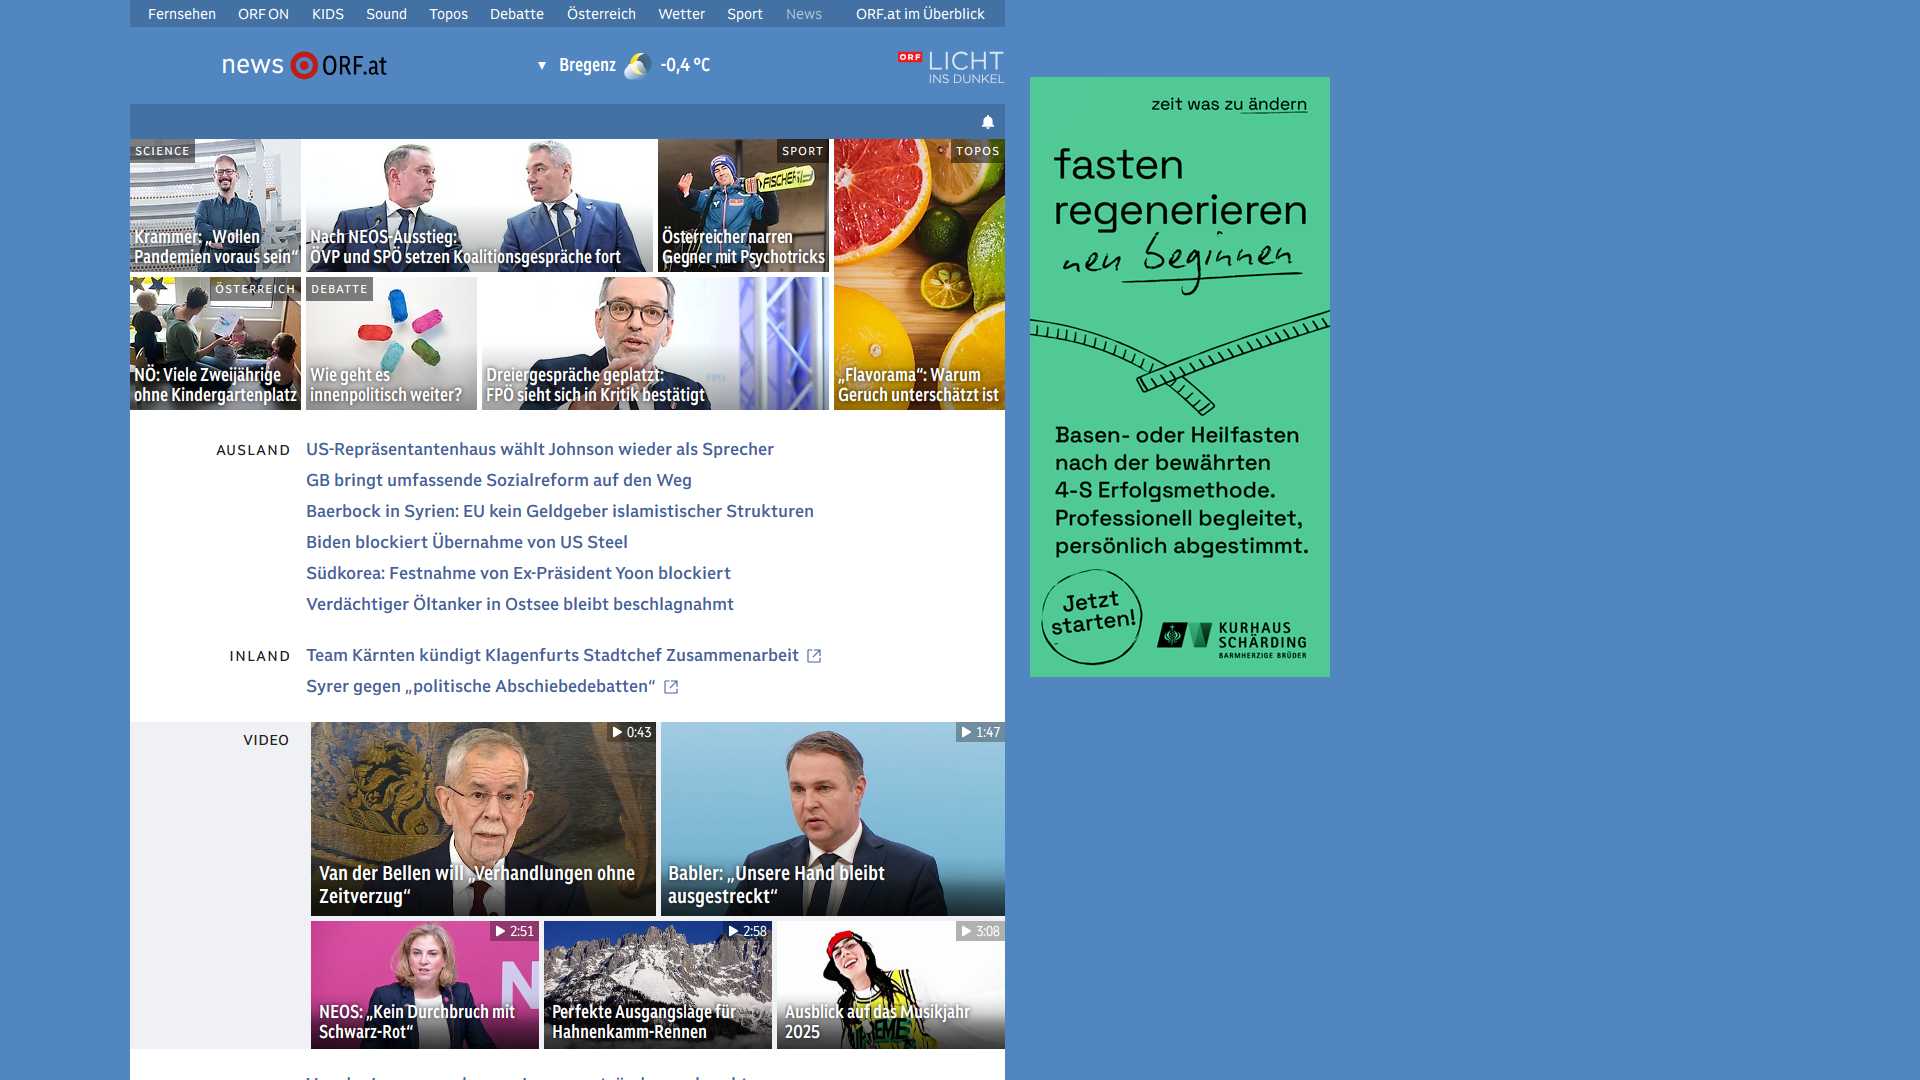 Fernsehen ORF ON KIDS Sound Topos Debatte Österreich Wetter Sport News ORF.at im Überblick
news ORF.at
Bregenz -0,4 °C
ORF LICHT
INS DUNKEL
SCIENCE
Krammer: „Wollen
Pandemien voraus sein“
Nach NEOS-Ausstieg:
ÖVP und SPÖ setzen Koalitionsgespräche fort
SPORT
FISCHER
Österreicher narren
Gegner mit Psychotricks
TOPOS
„Flavorama“: Warum
Geruch unterschätzt ist
ÖSTERREICH
NÖ: Viele Zweijährige
ohne Kindergartenplatz
DEBATTE
Wie geht es
innenpolitisch weiter?
Dreiergespräche geplatzt:
FPÖ sieht sich in Kritik bestätigt
AUSLAND
US-Repräsentantenhaus wählt Johnson wieder als Sprecher
GB bringt umfassende Sozialreform auf den Weg
Baerbock in Syrien: EU kein Geldgeber islamistischer Strukturen
Biden blockiert Übernahme von US Steel
Südkorea: Festnahme von Ex-Präsident Yoon blockiert
Verdächtiger Öltanker in Ostsee bleibt beschlagnahmt
INLAND
Team Kärnten kündigt Klagenfurts Stadtchef Zusammenarbeit
Syrer gegen „politische Abschiebedebatten“
VIDEO
0:43
Van der Bellen will „Verhandlungen ohne
Zeitverzug“
1:47
Babler: „Unsere Hand bleibt
ausgestreckt“
2:51
NEOS: „Kein Durchbruch mit
Schwarz-Rot“
2:58
Perfekte Ausgangslage für
Hahnenkamm-Rennen
3:08
Ausblick auf das Musikjahr
2025
zeit was zu ändern
fasten
regenerieren
neu beginnen
Basen- oder Heilfasten
nach der bewährten
4-S Erfolgsmethode.
Professionell begleitet,
persönlich abgestimmt.
Jetzt
starten!
KURHAUS
SCHÄRDING
BARMHERZIGE BRÜDER